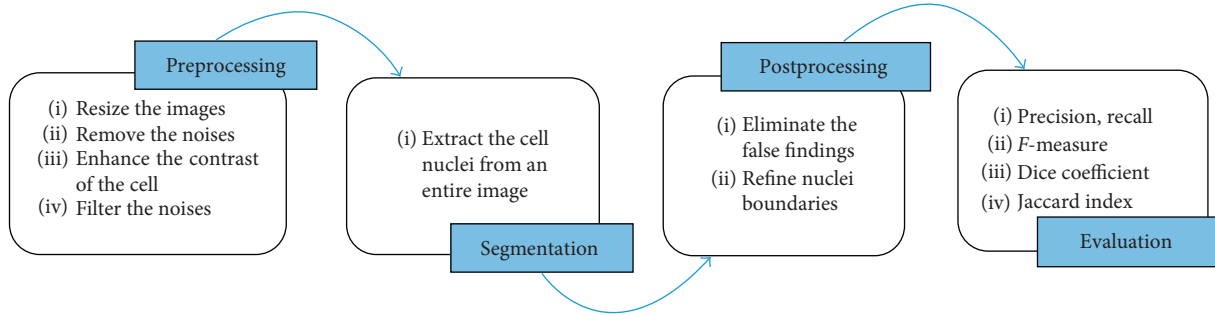 Preprocessing
(i) Resize the images
(ii) Remove the noises
(iii) Enhance the contrast
of the cell
(iv) Filter the noises
(i) Extract the cell
nuclei from an
entire image
Segmentation
Postprocessing
(i) Eliminate the
false findings
(ii) Refine nuclei
boundaries
(i) Precision, recall
(ii) F-measure
(iii) Dice coefficient
(iv) Jaccard index
Evaluation